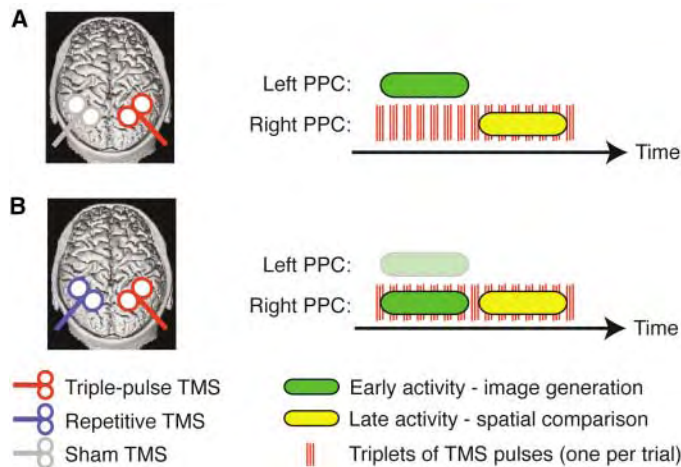 A
Left PPC:
Right PPC:
Time
B
Left PPC:
Right PPC:
Time
Triple-pulse TMS
Repetitive TMS
Sham TMS
Early activity - image generation
Late activity - spatial comparison
Triplets of TMS pulses (one per trial)